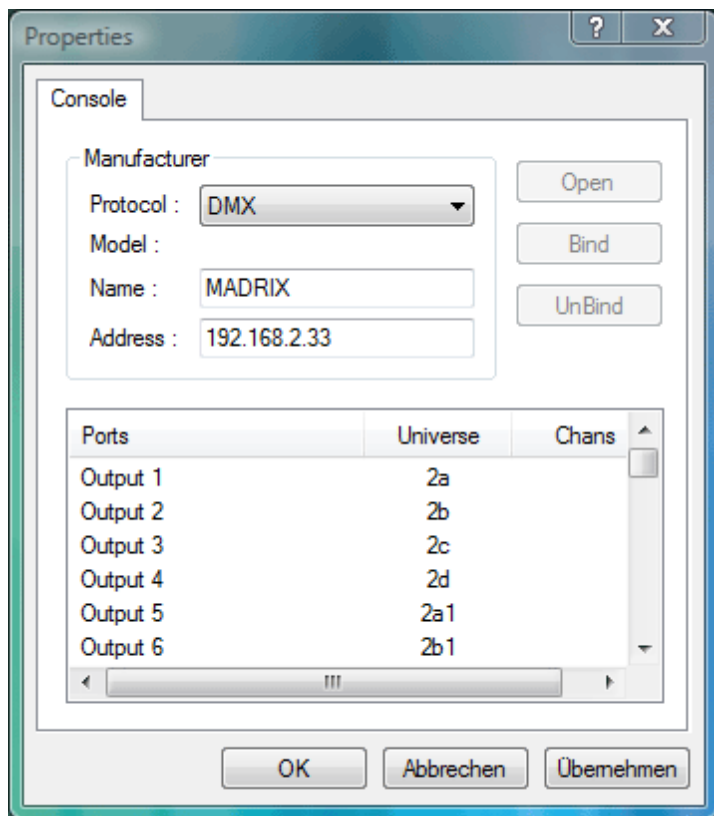 Properties
?
X
Console
Manufacturer
Protocol :
DMX
Model :
Name :
MADRIX
Address :
192.168.2.33
Open
Bind
UnBind
Ports Universe Chans
Output 1 2a
Output 2 2b
Output 3 2c
Output 4 2d
Output 5 2a1
Output 6 2b1
OK Abbrechen Übernehmen